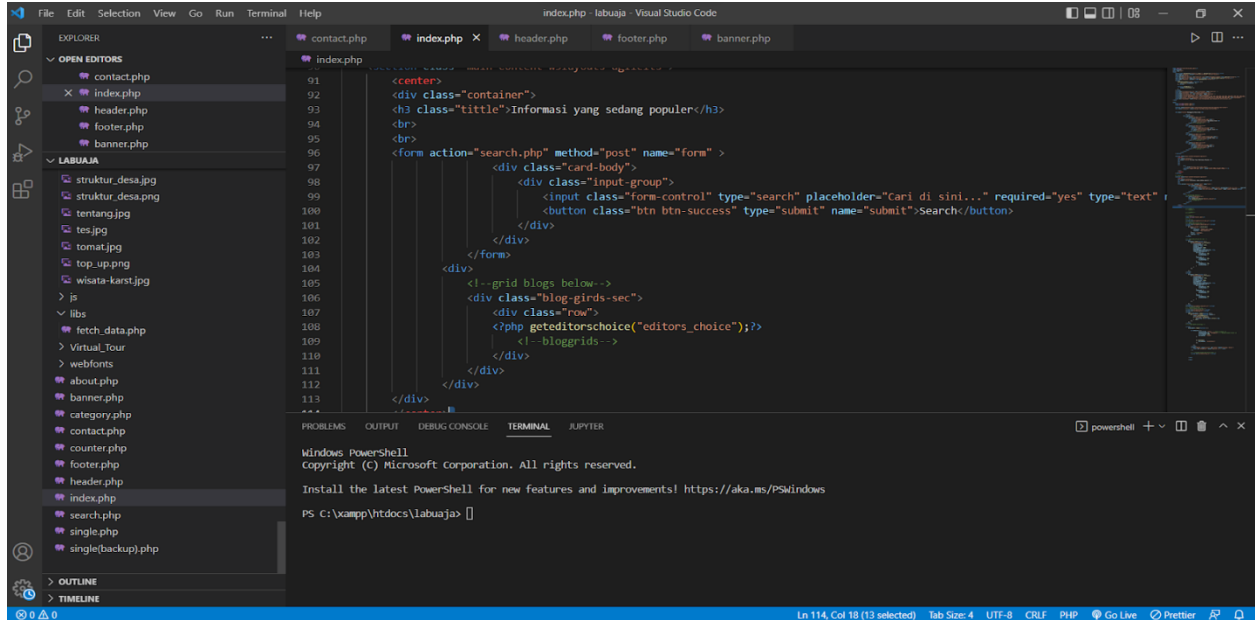 File Edit Selection View Go Run Terminal Help
index.php - labuaja - Visual Studio Code
EXPLORER
OPEN EDITORS
contact.php
index.php
header.php
footer.php
banner.php
LABUAJA
struktur_desa.jpg
struktur_desa.png
tentang.jpg
tes.jpg
tomat.jpg
top_up.png
wisata-karst.jpg
js
libs
fetch_data.php
Virtual_Tour
webfonts
about.php
banner.php
category.php
contact.php
counter.php
footer.php
header.php
index.php
search.php
single.php
single(backup).php
OUTLINE
TIMELINE
contact.php index.php header.php footer.php banner.php
index.php
91 <center>
92 <div class="container">
93 <h3 class="tittle">Informasi yang sedang populer</h3>
94 <br>
95 <br>
96 <form action="search.php" method="post" name="form" >
97 <div class="card-body">
98 <div class="input-group">
99 <input class="form-control" type="search" placeholder="Cari di sini..." required="yes" type="text"
100 <button class="btn btn-success" type="submit" name="submit">Search</button>
101 </div>
102 </div>
103 </form>
104 <div>
105 <!--grid blogs below-->
106 <div class="blog-girds-sec">
107 <div class="row">
108 <?php geteditorschoice("editors_choice");?>
109 <!--bloggrids-->
110 </div>
111 </div>
112 </div>
113 </div>
PROBLEMS OUTPUT DEBUG CONSOLE TERMINAL JUPYTER
powershell
Windows PowerShell
Copyright (C) Microsoft Corporation. All rights reserved.
Install the latest PowerShell for new features and improvements! https://aka.ms/PSWindows
PS C:\xampp\htdocs\labuaja>
0 0 Ln 114, Col 18 (13 selected) Tab Size: 4 UTF-8 CRLF PHP Go Live Prettier